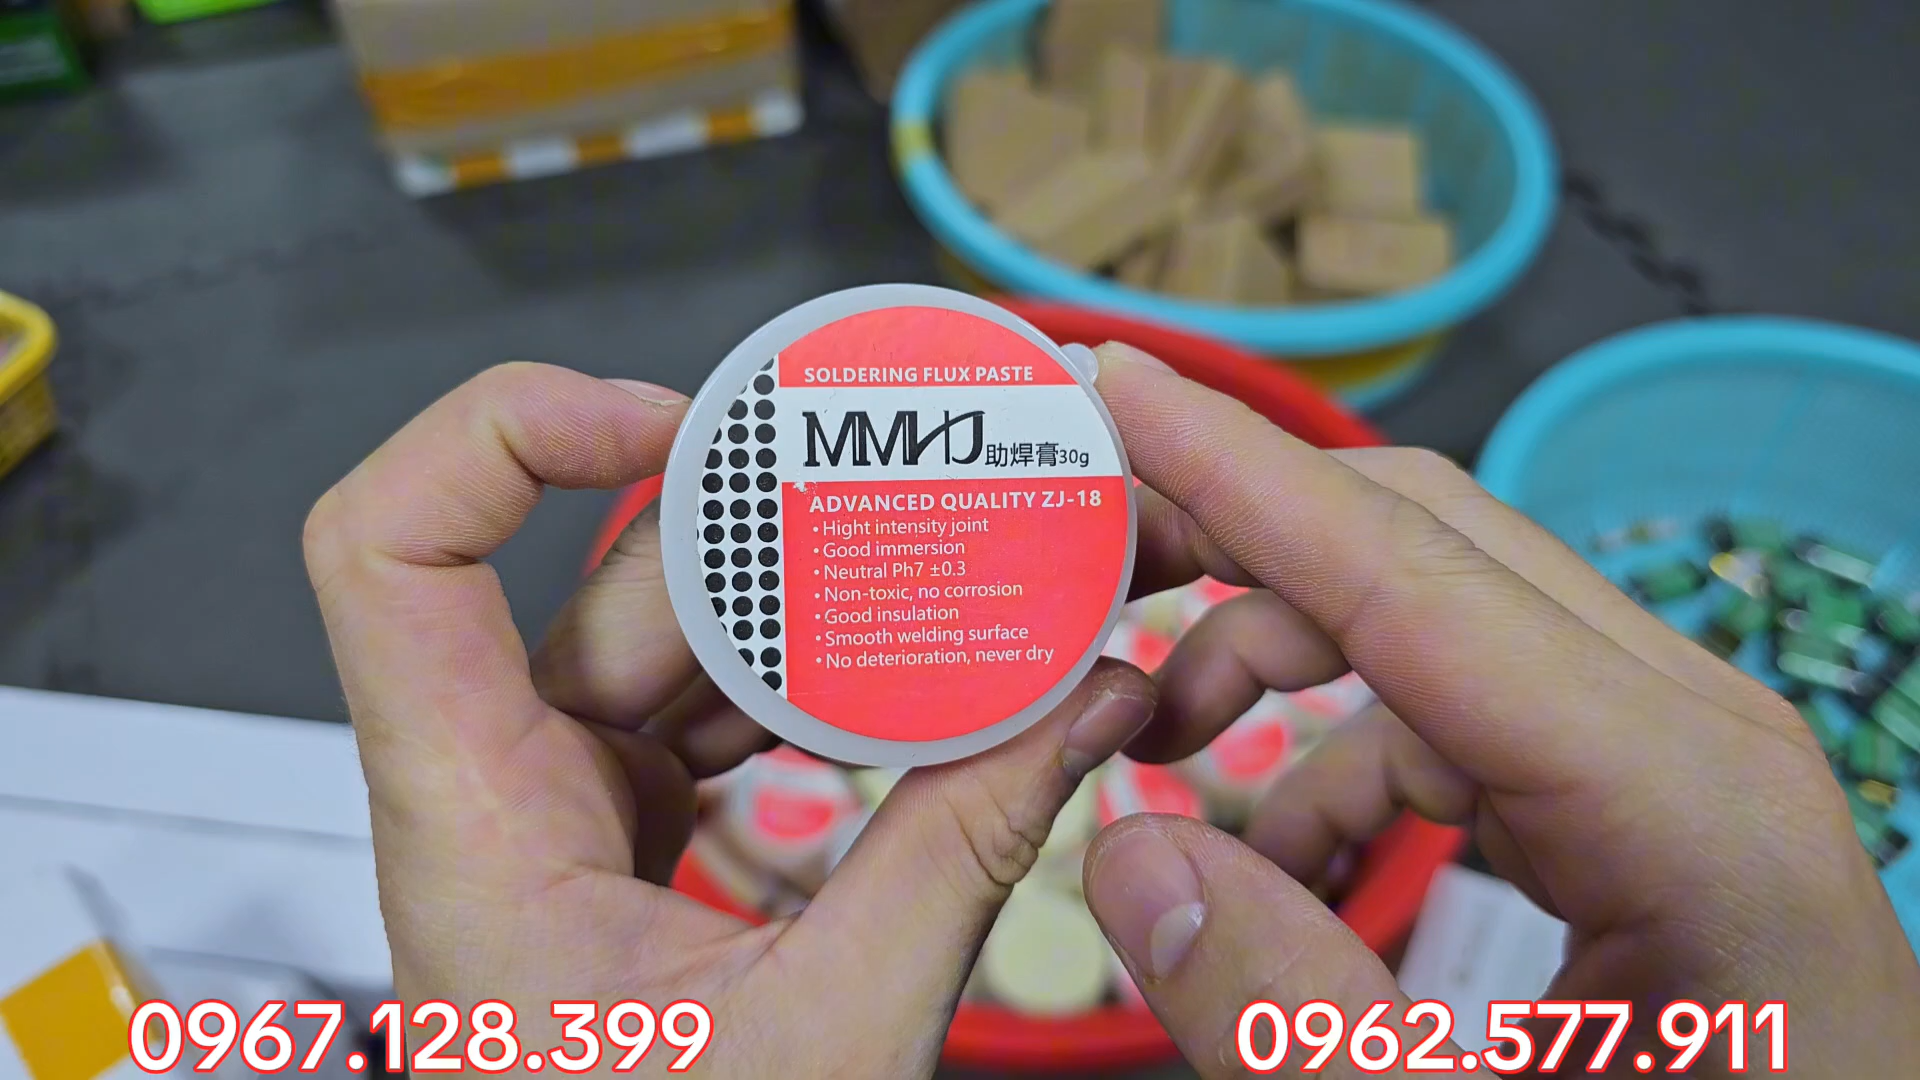 SOLDERING FLUX PASTE
MMHJ助焊膏30g
ADVANCED QUALITY ZJ-18
•Hight intensity joint
•Good immersion
•Neutral Ph7 ±0.3
•Non-toxic, no corrosion
•Good insulation
•Smooth welding surface
•No deterioration, never dry
0967.128.399
0962.577.911